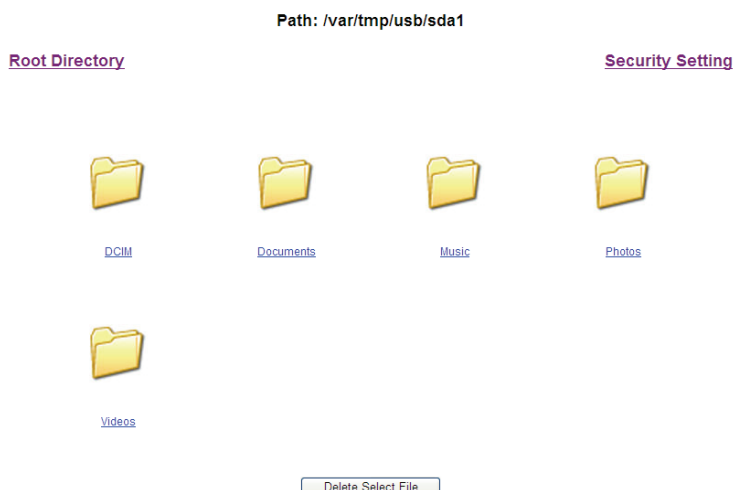 Path: /var/tmp/usb/sda1
Root Directory
Security Setting
DCIM
Documents
Music
Photos
Videos
Delete Select File